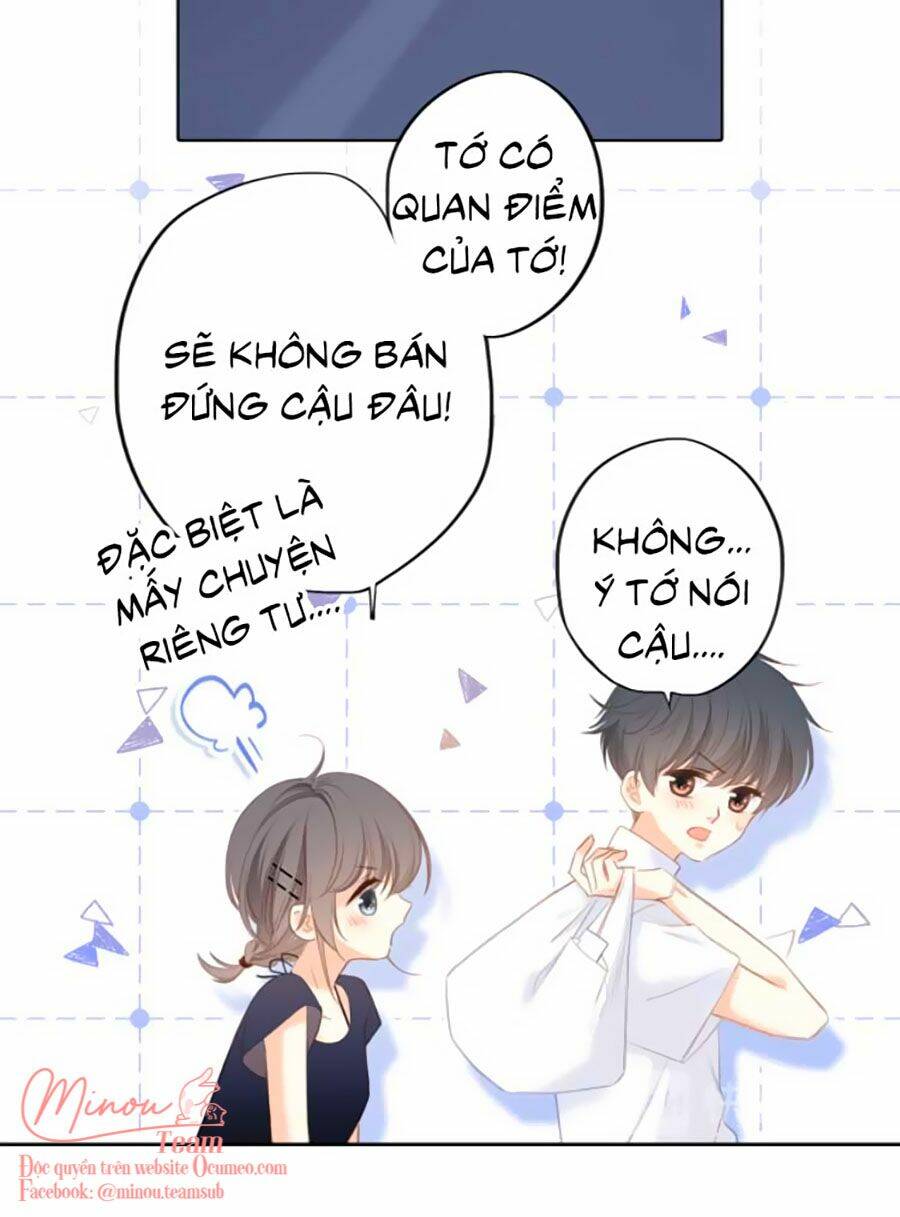 TỚ CÓ
QUAN ĐIỂM
CỦA TỚ!
SẼ KHÔNG BÁN
ĐỨNG CẬU ĐÂU!
ĐẶC BIỆT LÀ
MẤY CHUYỆN
RIÊNG TƯ....
KHÔNG...
Ý TỚ NÓI
CẬU....
Minou
Team
Độc quyền trên website Ocumeo.com!
Facebook: @minou.teamsub